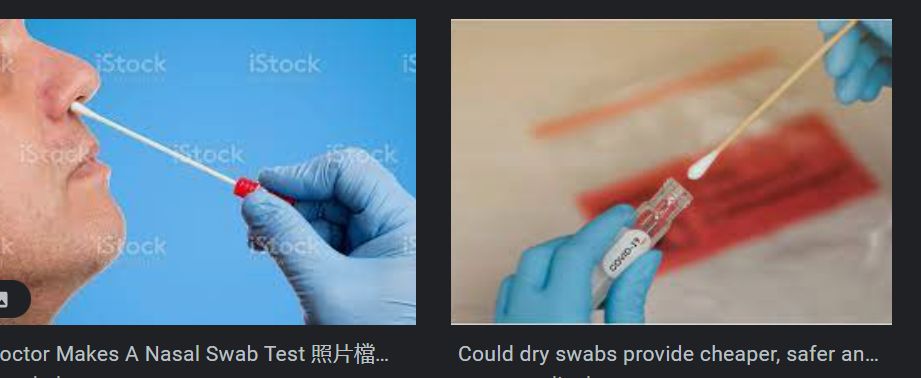 iStock
iStock
iStock
iStock
iStock
iStock
iStock
COVID-19
octor Makes A Nasal Swab Test 照片檔...
Could dry swabs provide cheaper, safer an...